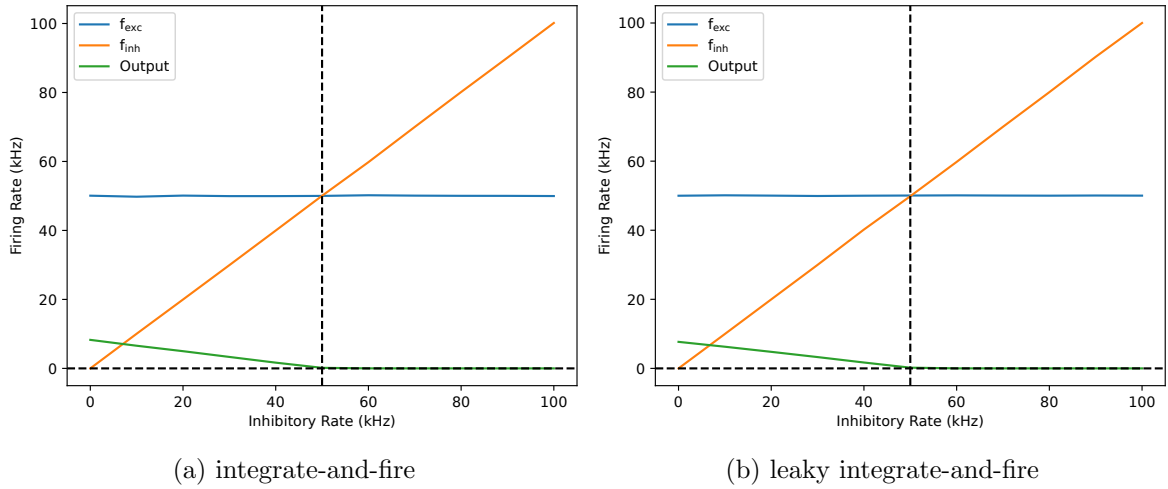 100
80
60
40
20
0
Firing Rate (kHz)
f_exc
f_inh
Output
0 20 40 60 80 100
Inhibitory Rate (kHz)
(a) integrate-and-fire
100
80
60
40
20
0
Firing Rate (kHz)
f_exc
f_inh
Output
0 20 40 60 80 100
Inhibitory Rate (kHz)
(b) leaky integrate-and-fire